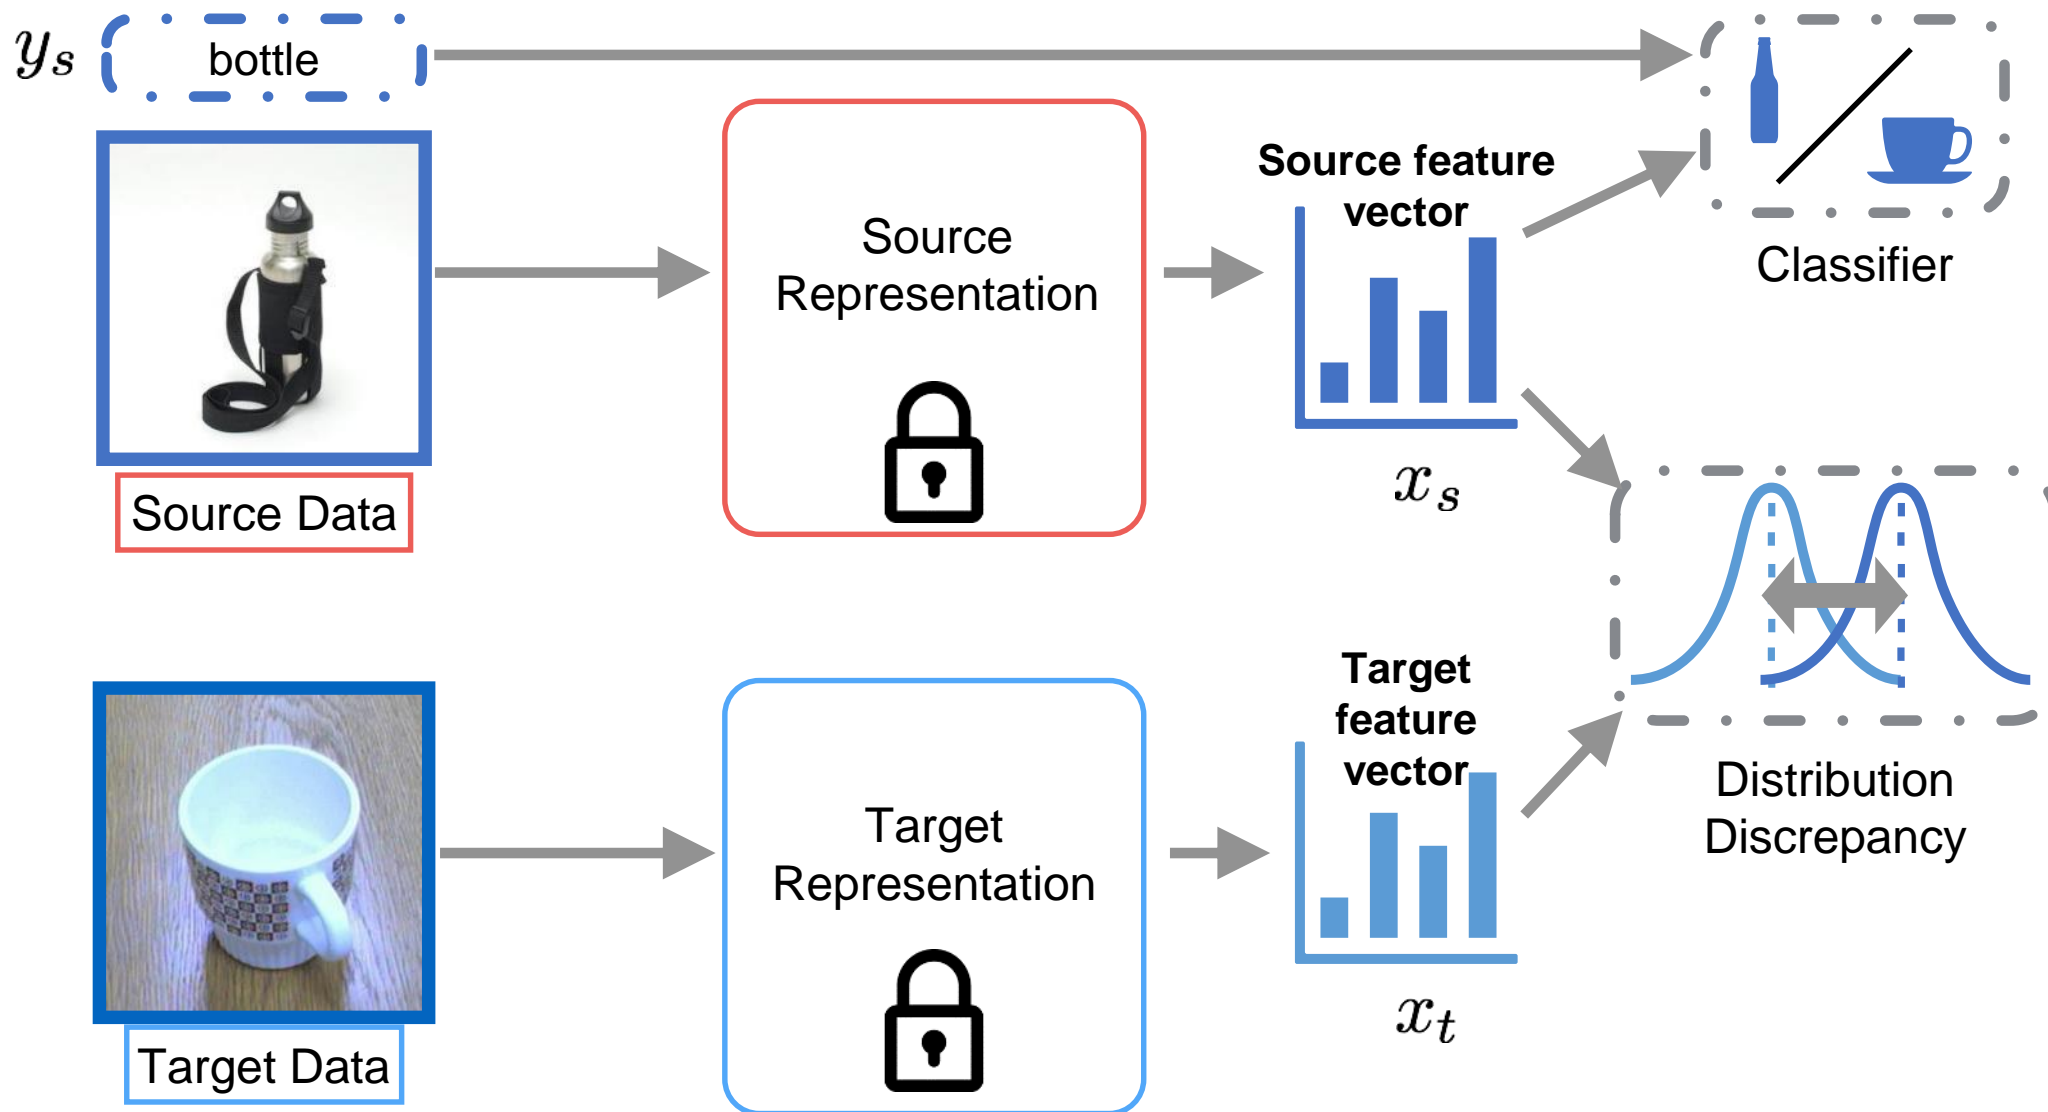 yₛ
bottle
Source
Representation
Source feature
vector
Classifier
xₛ
Source Data
Target
Representation
Target
feature
vector
Distribution
Discrepancy
xₜ
Target Data